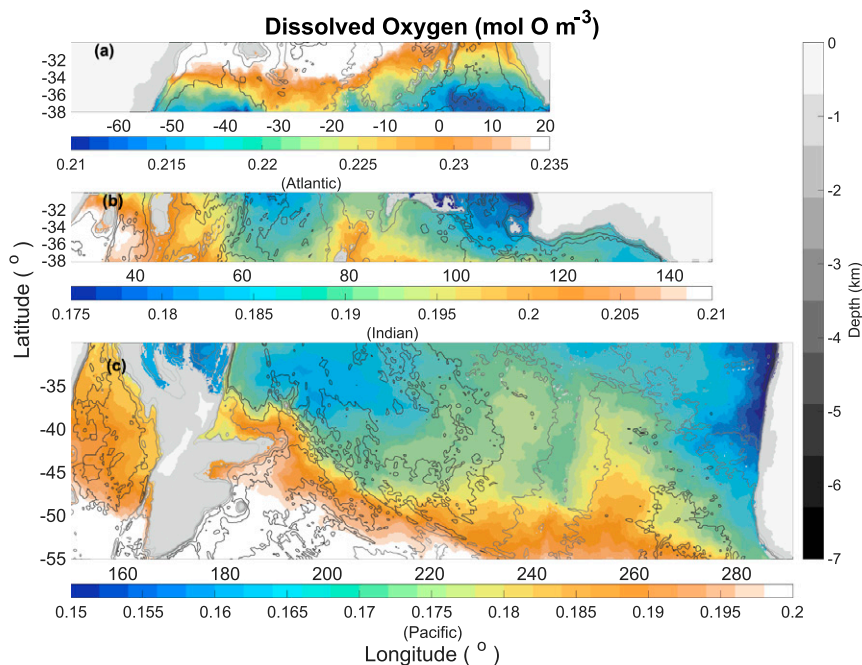 Dissolved Oxygen (mol O m-3)
(a)
-30
-32
-34
-36
-38
-60 -50 -40 -30 -20 -10 0 10 20
0.21 0.215 0.22 0.225 0.23 0.235
(Atlantic)
(b)
-32
-34
-36
-38
40 60 80 100 120 140
0.175 0.18 0.185 0.19 0.195 0.2 0.205 0.21
(Indian)
(c)
-35
-40
-45
-50
-55
160 180 200 220 240 260 280
0.15 0.155 0.16 0.165 0.17 0.175 0.18 0.185 0.19 0.195 0.2
(Pacific)
Longitude ( o )
Latitude ( o )
0
-1
-2
-3
-4
-5
-6
-7
Depth (km)